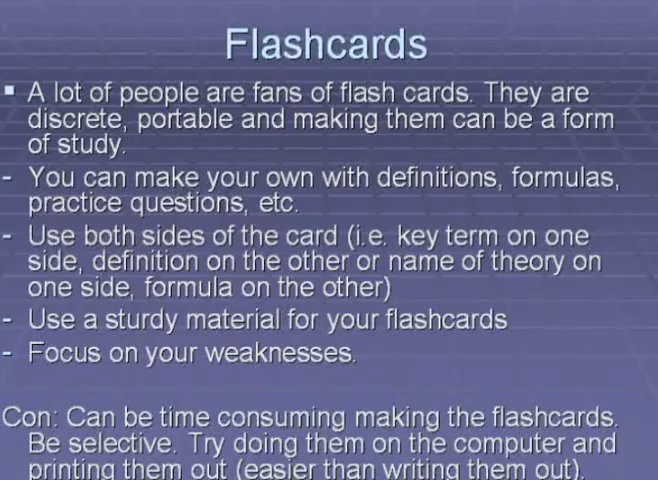 Flashcards
▪ A lot of people are fans of flash cards. They are
discrete, portable and making them can be a form
of study.
- You can make your own with definitions, formulas,
practice questions, etc.
- Use both sides of the card (i.e. key term on one
side, definition on the other or name of theory on
one side, formula on the other)
- Use a sturdy material for your flashcards
- Focus on your weaknesses.
Con: Can be time consuming making the flashcards.
Be selective. Try doing them on the computer and
printing them out (easier than writing them out).